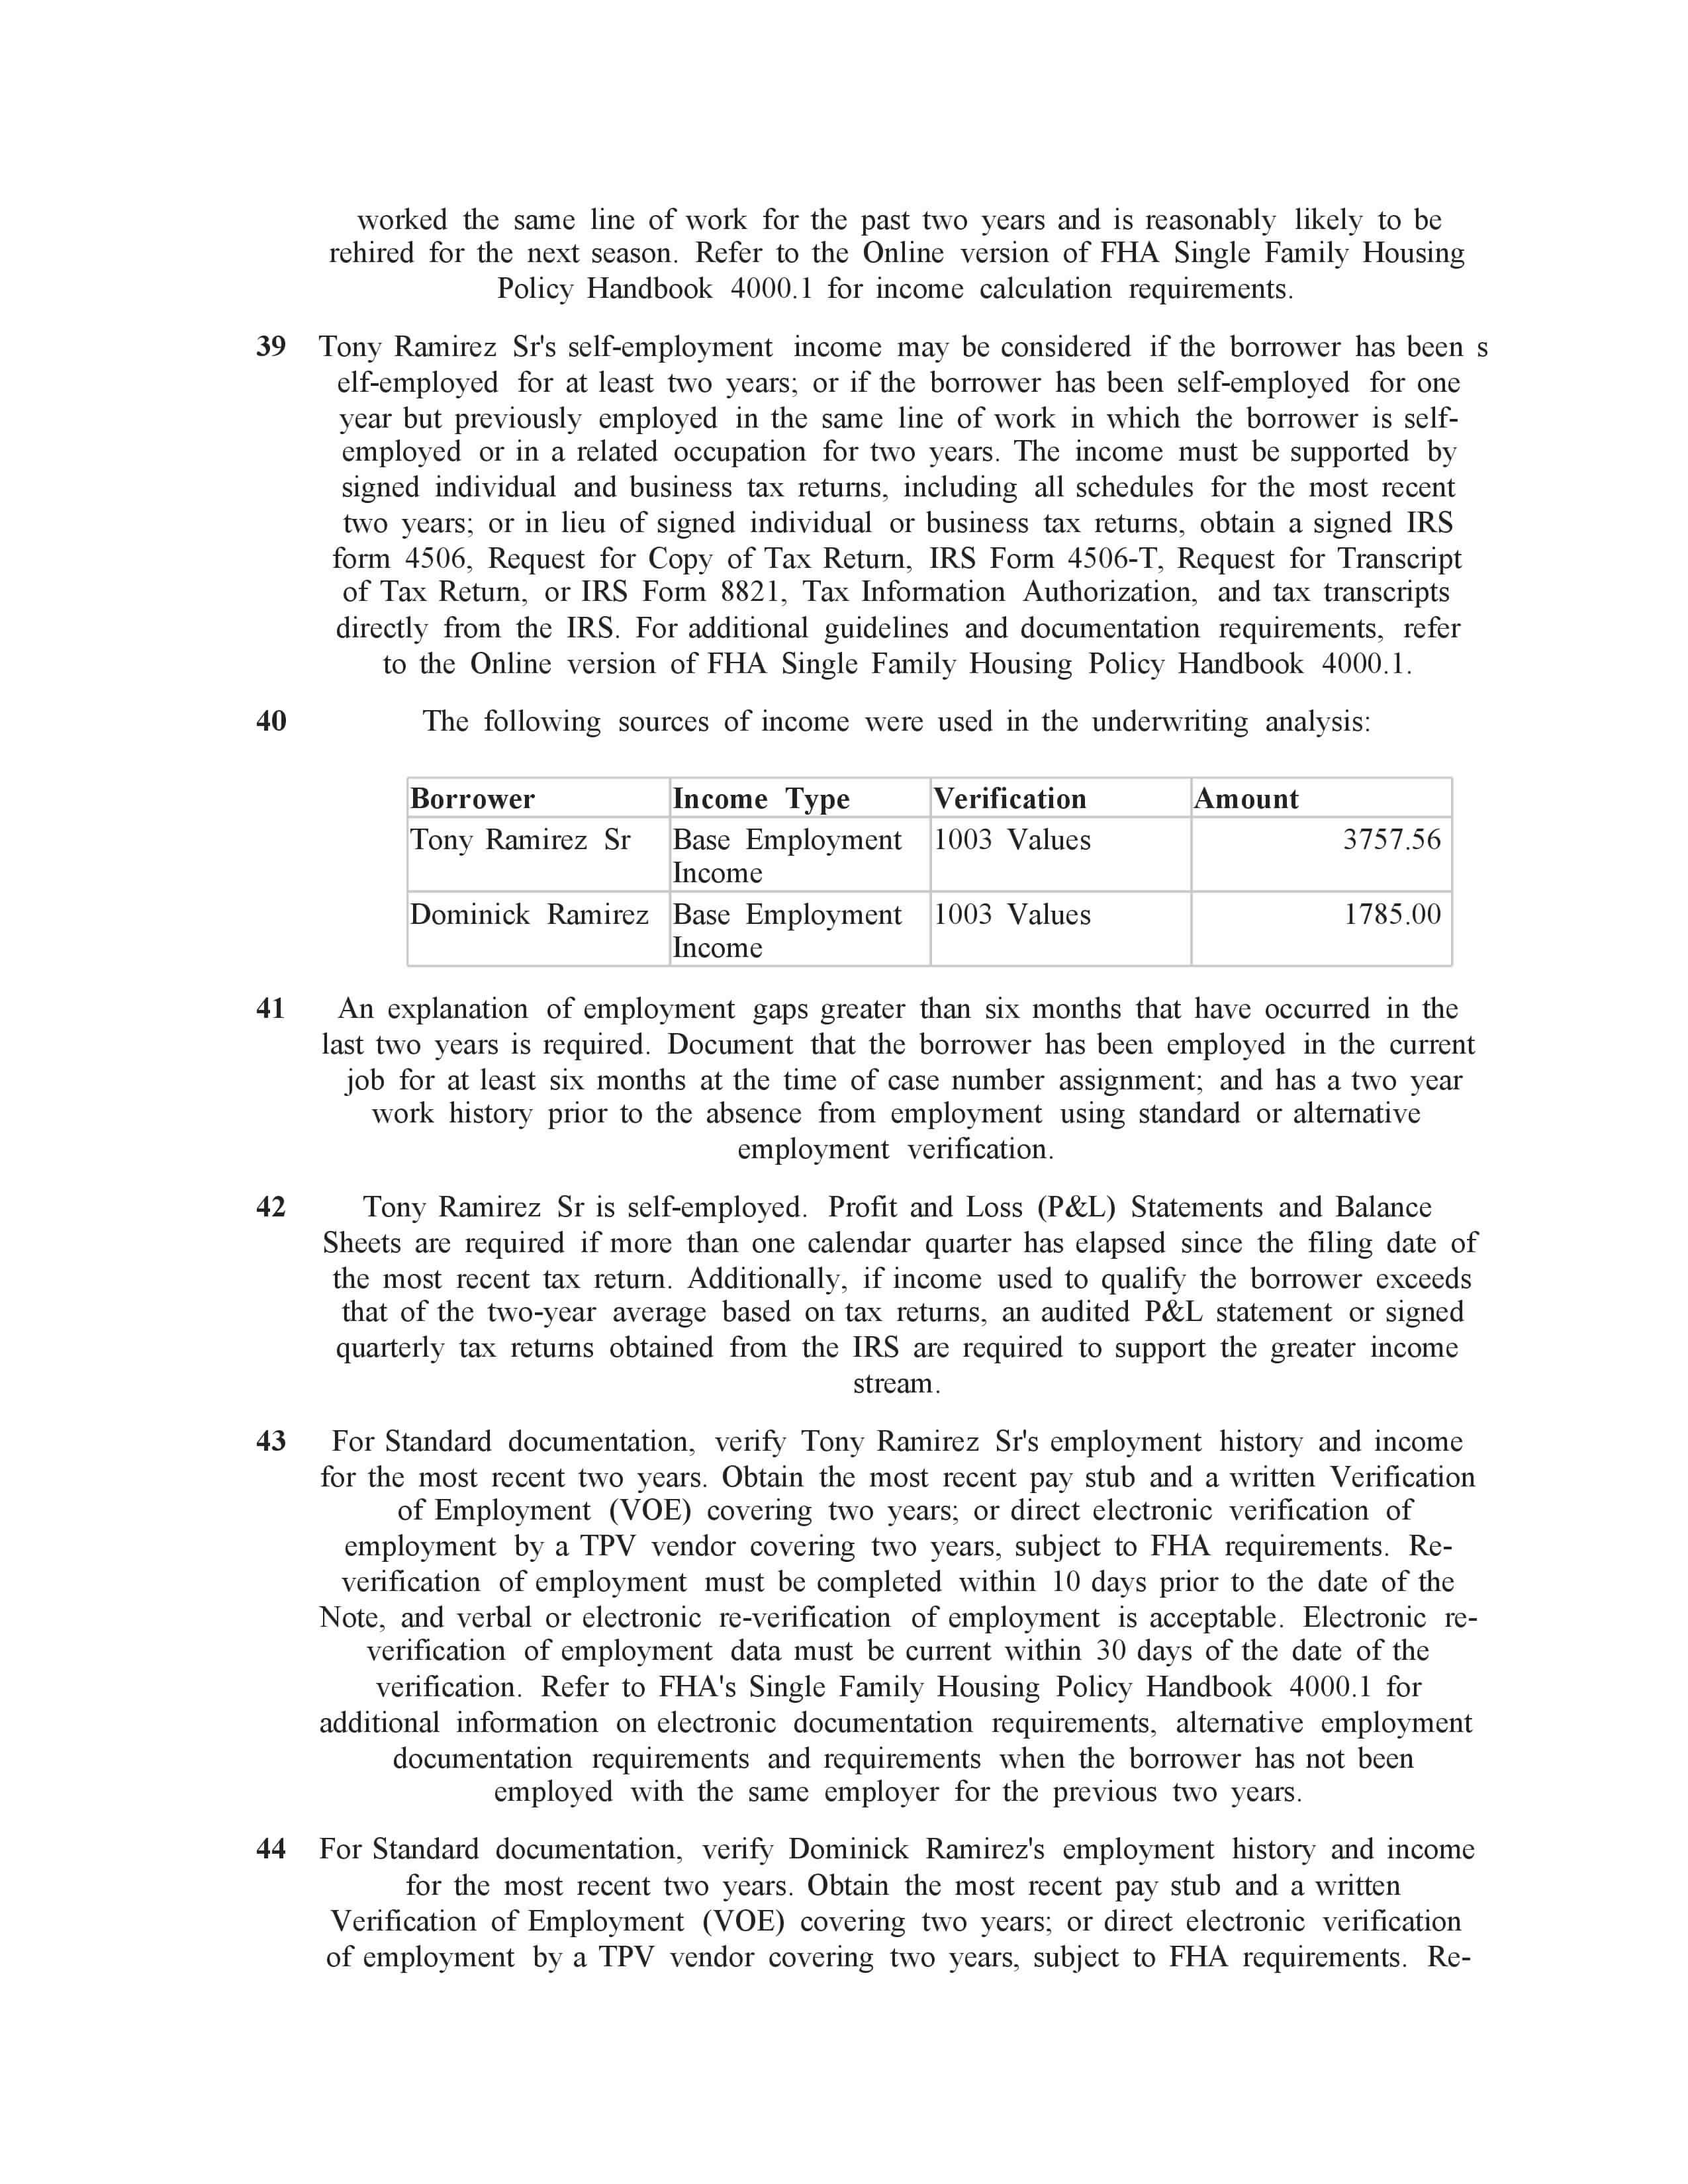 worked the same line of work for the past two years and is reasonably likely to be
rehired for the next season. Refer to the Online version of FHA Single Family Housing
Policy Handbook 4000.1 for income calculation requirements.
39 Tony Ramirez Sr's self-employment income may be considered if the borrower has been s
elf-employed for at least two years; or if the borrower has been self-employed for one
year but previously employed in the same line of work in which the borrower is self-
employed or in a related occupation for two years. The income must be supported by
signed individual and business tax returns, including all schedules for the most recent
two years; or in lieu of signed individual or business tax returns, obtain a signed IRS
form 4506, Request for Copy of Tax Return, IRS Form 4506-T, Request for Transcript
of Tax Return, or IRS Form 8821, Tax Information Authorization, and tax transcripts
directly from the IRS. For additional guidelines and documentation requirements, refer
to the Online version of FHA Single Family Housing Policy Handbook 4000.1.
40 The following sources of income were used in the underwriting analysis:
Borrower Income Type Verification Amount
Tony Ramirez Sr Base Employment 1003 Values 3757.56
Income
Dominick Ramirez Base Employment 1003 Values 1785.00
Income
41 An explanation of employment gaps greater than six months that have occurred in the
last two years is required. Document that the borrower has been employed in the current
job for at least six months at the time of case number assignment; and has a two year
work history prior to the absence from employment using standard or alternative
employment verification.
42 Tony Ramirez Sr is self-employed. Profit and Loss (P&L) Statements and Balance
Sheets are required if more than one calendar quarter has elapsed since the filing date of
the most recent tax return. Additionally, if income used to qualify the borrower exceeds
that of the two-year average based on tax returns, an audited P&L statement or signed
quarterly tax returns obtained from the IRS are required to support the greater income
stream.
43 For Standard documentation, verify Tony Ramirez Sr's employment history and income
for the most recent two years. Obtain the most recent pay stub and a written Verification
of Employment (VOE) covering two years; or direct electronic verification of
employment by a TPV vendor covering two years, subject to FHA requirements. Re-
verification of employment must be completed within 10 days prior to the date of the
Note, and verbal or electronic re-verification of employment is acceptable. Electronic re-
verification of employment data must be current within 30 days of the date of the
verification. Refer to FHA's Single Family Housing Policy Handbook 4000.1 for
additional information on electronic documentation requirements, alternative employment
documentation requirements and requirements when the borrower has not been
employed with the same employer for the previous two years.
44 For Standard documentation, verify Dominick Ramirez's employment history and income
for the most recent two years. Obtain the most recent pay stub and a written
Verification of Employment (VOE) covering two years; or direct electronic verification
of employment by a TPV vendor covering two years, subject to FHA requirements. Re-